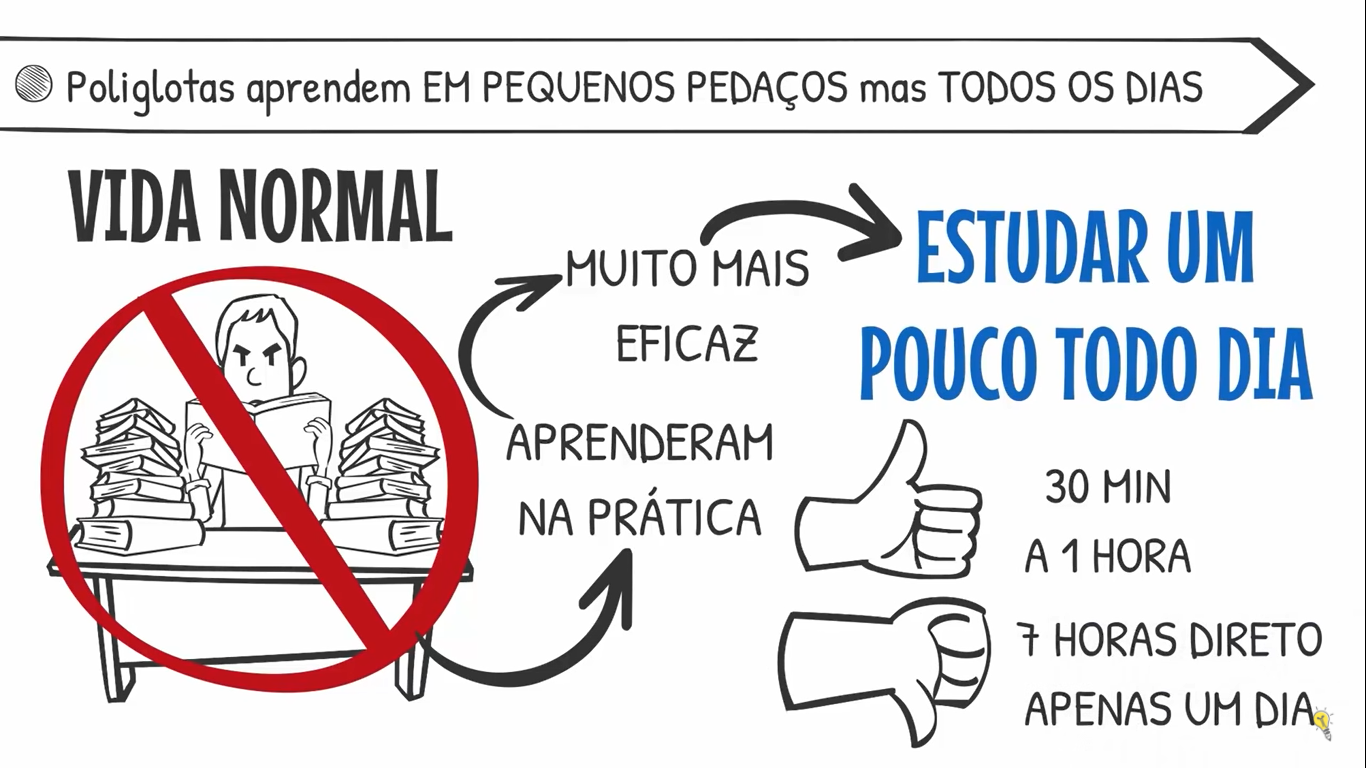 Poliglotas aprendem EM PEQUENOS PEDAÇOS mas TODOS OS DIAS
VIDA NORMAL
APRENDERAM
NA PRÁTICA
MUITO MAIS
EFICAZ
ESTUDAR UM
POUCO TODO DIA
30 MIN
A 1 HORA
7 HORAS DIRETO
APENAS UM DIA